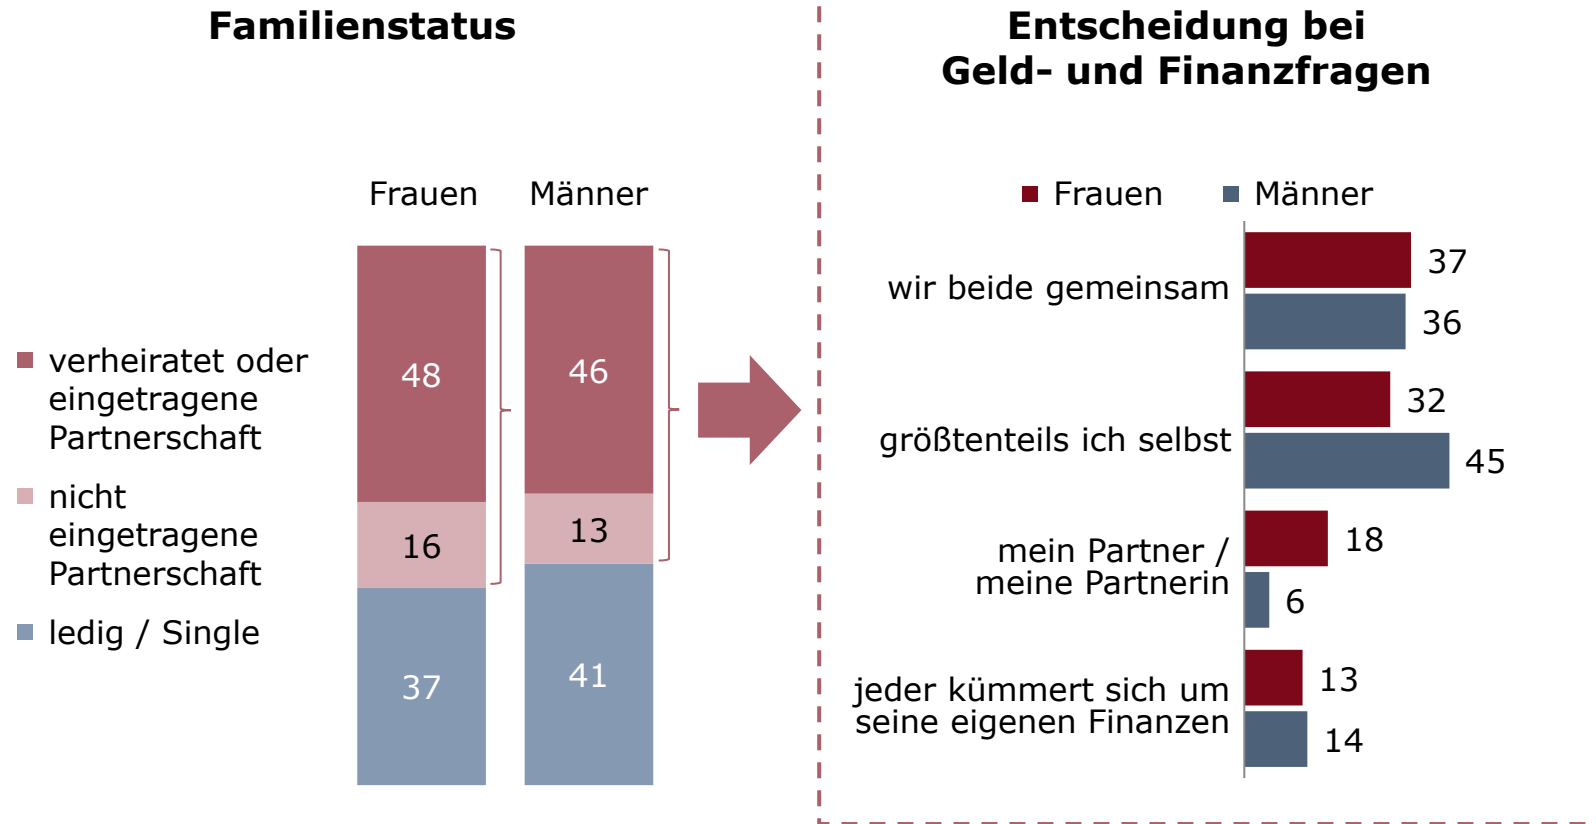 Familienstatus
Frauen
Männer
verheiratet oder
eingetragene
Partnerschaft
nicht
eingetragene
Partnerschaft
ledig / Single
48
46
16
13
37
41
Entscheidung bei
Geld- und Finanzfragen
Frauen
Männer
wir beide gemeinsam
37
36
größtenteils ich selbst
32
45
mein Partner /
meine Partnerin
18
6
jeder kümmert sich um
seine eigenen Finanzen
13
14